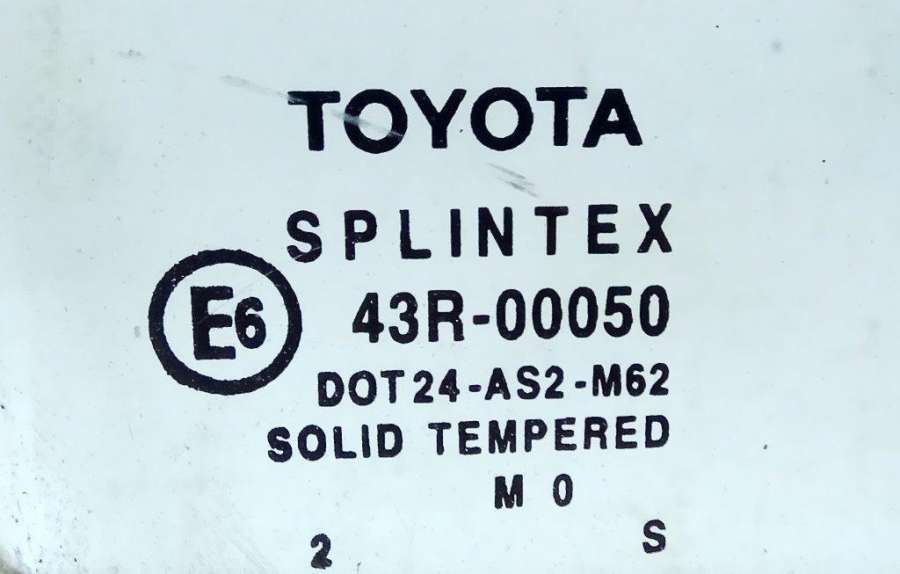 TOYOTA
SPLINTEX
E6 43R-00050
DOT24-AS2-M62
SOLID TEMPERED
M 0
2 S